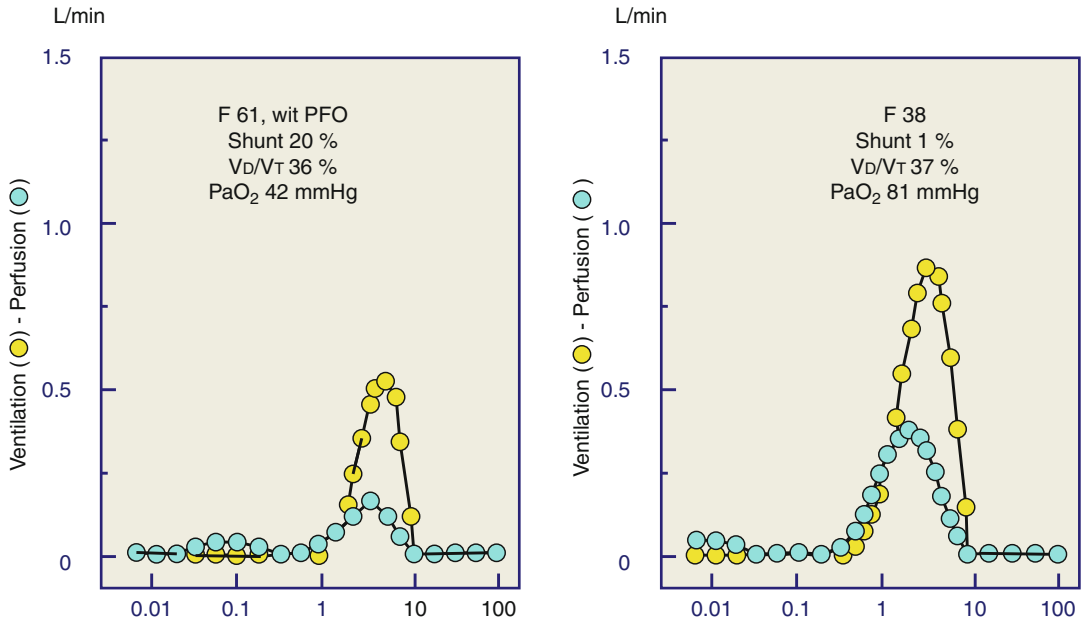 L/min
1.5
1.0
0.5
0
Ventilation ( ) - Perfusion ( )
F 61, wit PFO
Shunt 20 %
VD/VT 36 %
PaO2 42 mmHg
0.01 0.1 1 10 100
L/min
1.5
1.0
0.5
0
Ventilation ( ) - Perfusion ( )
F 38
Shunt 1 %
VD/VT 37 %
PaO2 81 mmHg
0.01 0.1 1 10 100